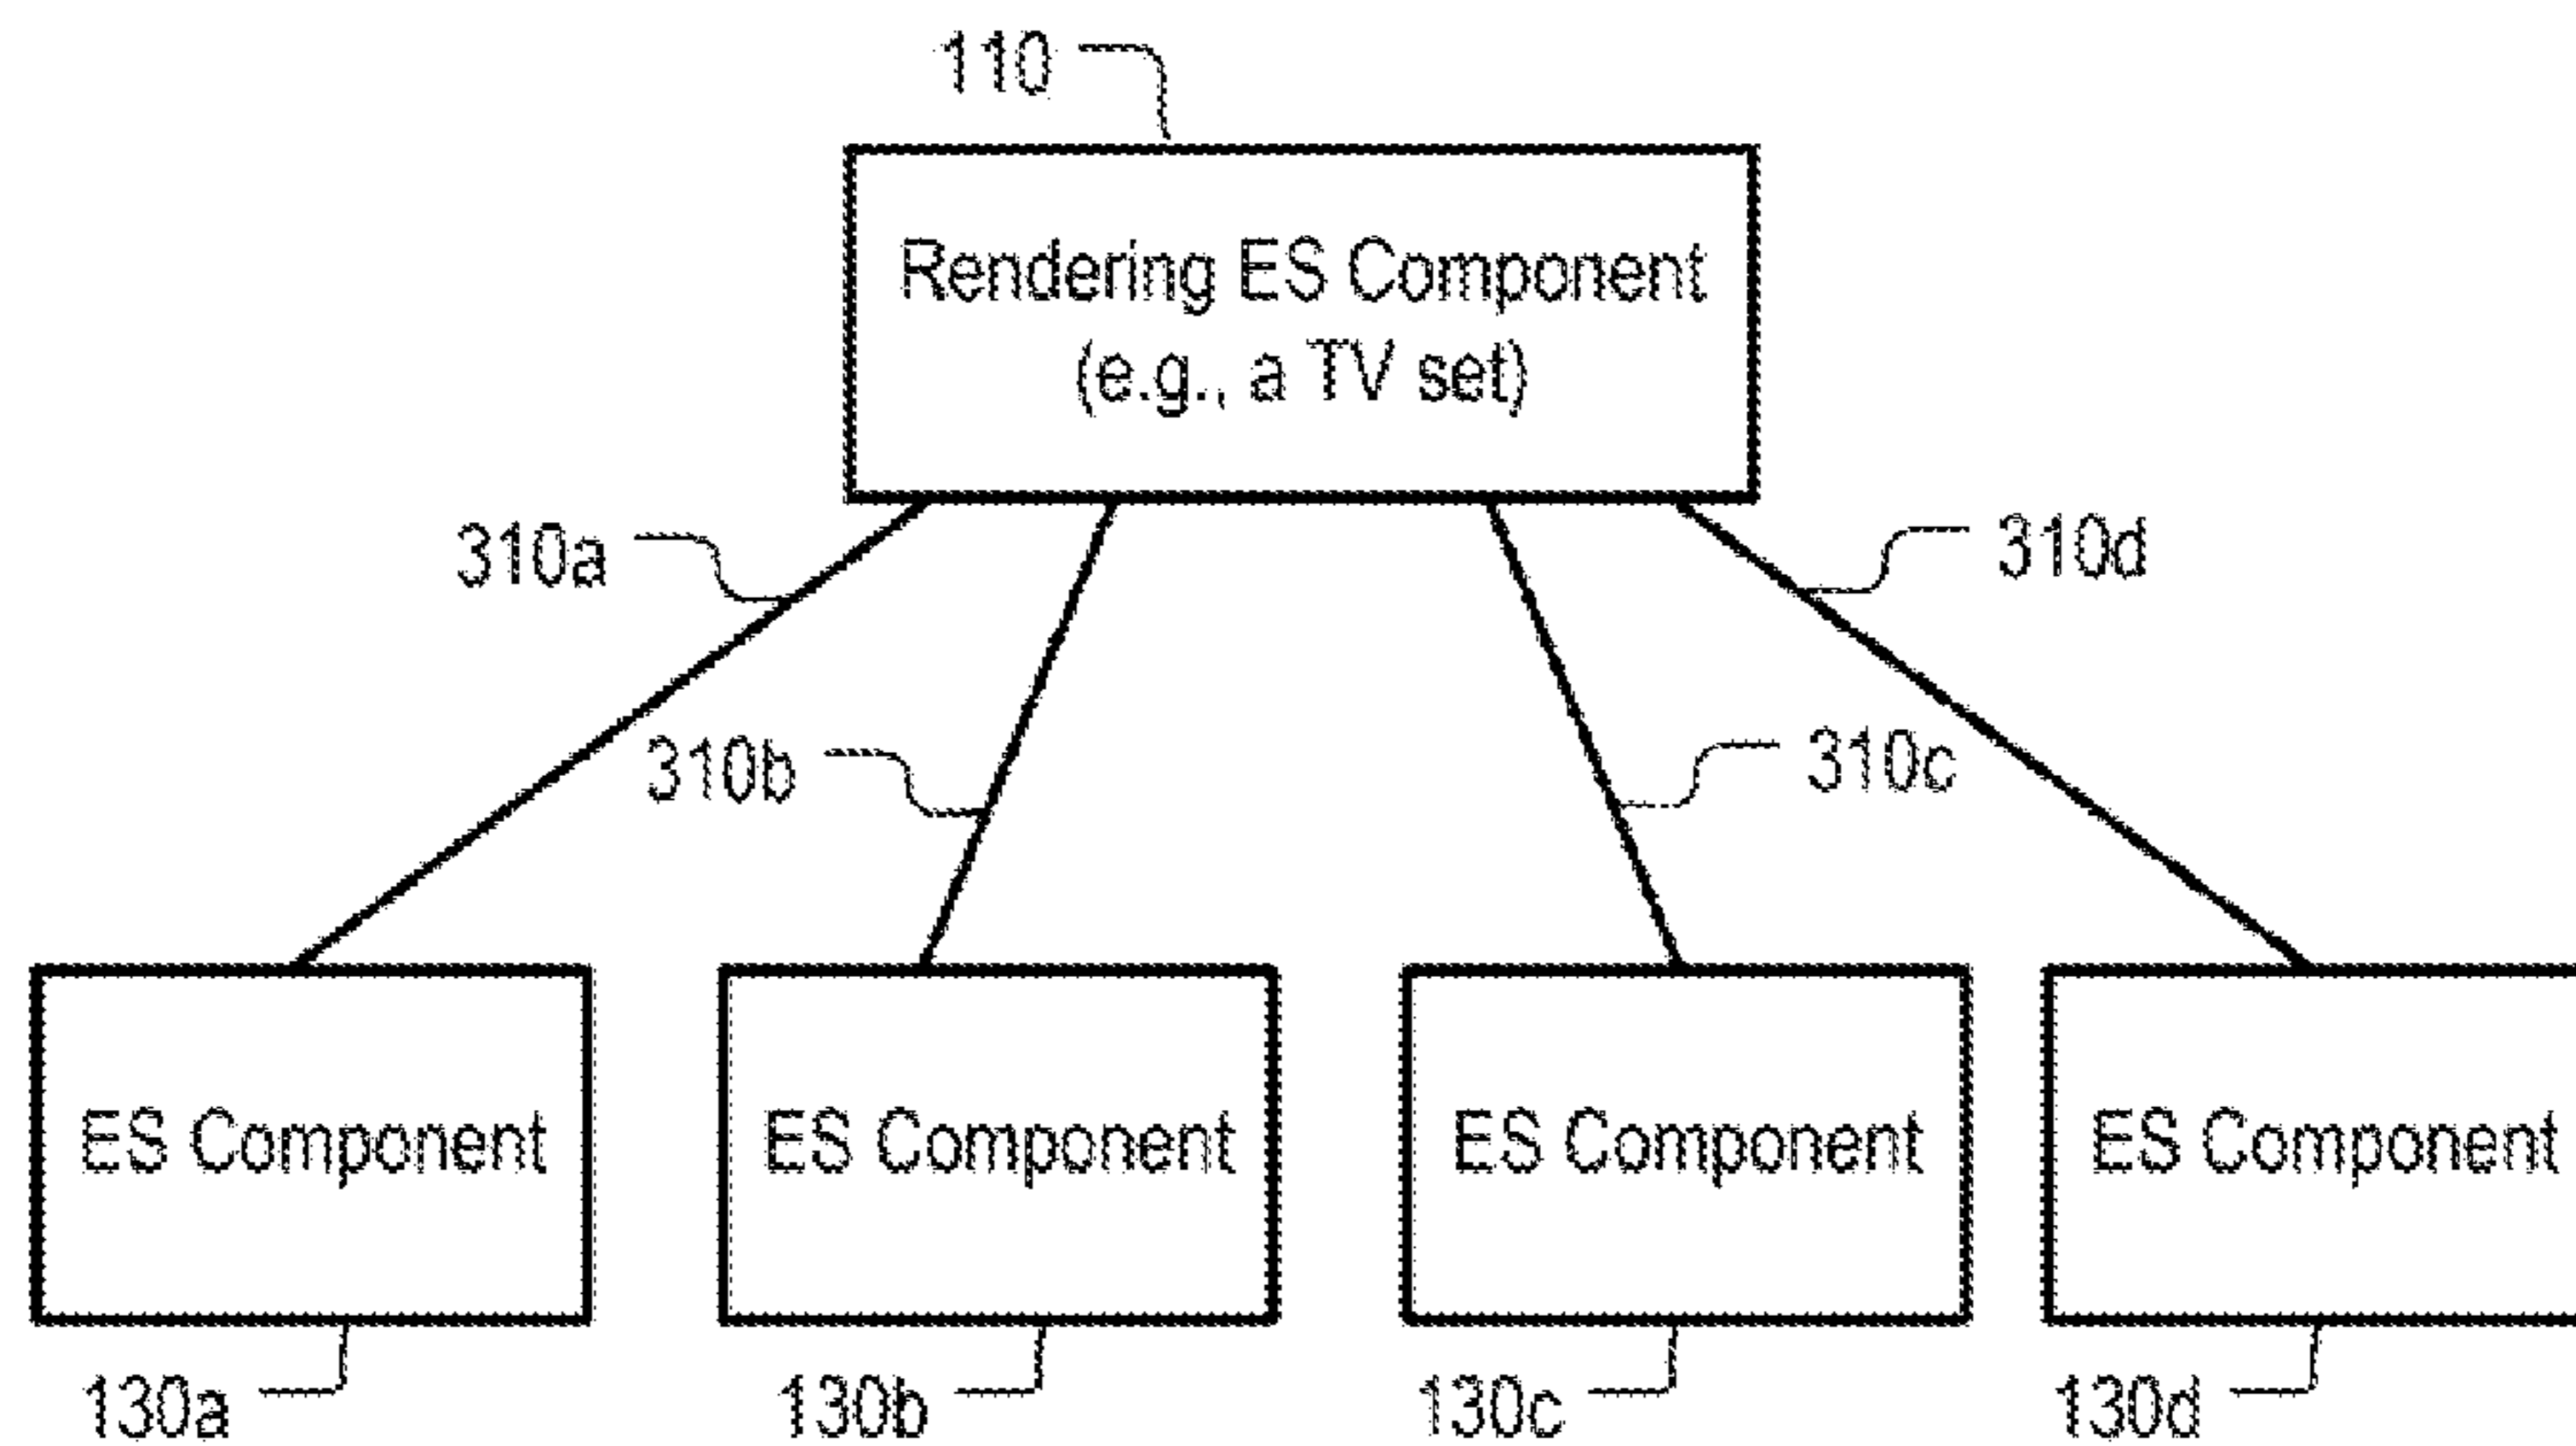 110
Rendering ES Component
(e.g., a TV set)
310a
310d
310b
310c
ES Component
ES Component
ES Component
ES Component
130a
130b
130c
130d